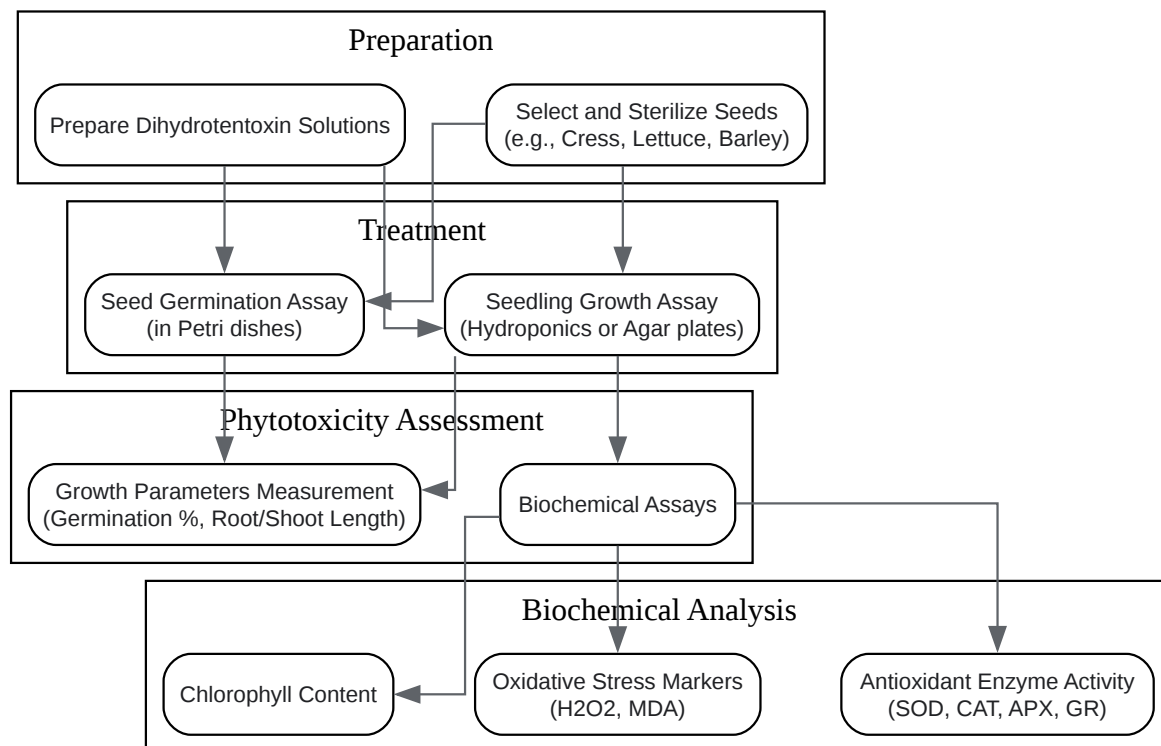 Preparation
Prepare Dihydrotentoxin Solutions
Select and Sterilize Seeds
(e.g., Cress, Lettuce, Barley)
Treatment
Seed Germination Assay
(in Petri dishes)
Seedling Growth Assay
(Hydroponics or Agar plates)
Phytotoxicity Assessment
Growth Parameters Measurement
(Germination %, Root/Shoot Length)
Biochemical Assays
Biochemical Analysis
Chlorophyll Content
Oxidative Stress Markers
(H2O2, MDA)
Antioxidant Enzyme Activity
(SOD, CAT, APX, GR)